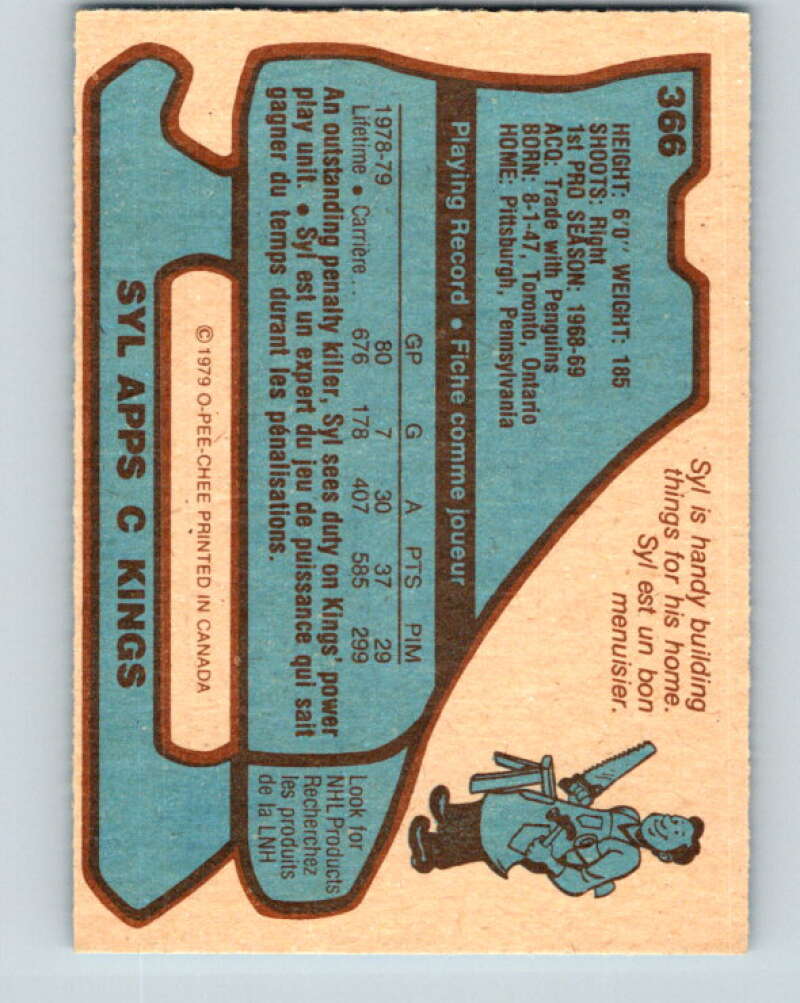 366
HEIGHT: 6'0" WEIGHT: 185
SHOOTS: Right
1st PRO SEASON: 1968-69
ACQ: Trade with Penguins
BORN: 8-1-47, Toronto, Ontario
HOME: Pittsburgh, Pennsylvania
Syl is handy building
things for his home.
Syl est un bon
menuisier.
Playing Record • Fiche comme joueur
GP G A PTS PIM
1978-79 80 7 30 37 29
Lifetime • Carrière... 676 178 407 585 299
An outstanding penalty killer, Syl sees duty on Kings' power
play unit. • Syl est un expert du jeu de puissance qui sait
gagner du temps durant les pénalisations.
Look for
NHL Products
Recherchez
les produits
de la LNH
© 1979 O-PEE-CHEE PRINTED IN CANADA
SYL APPS C KINGS